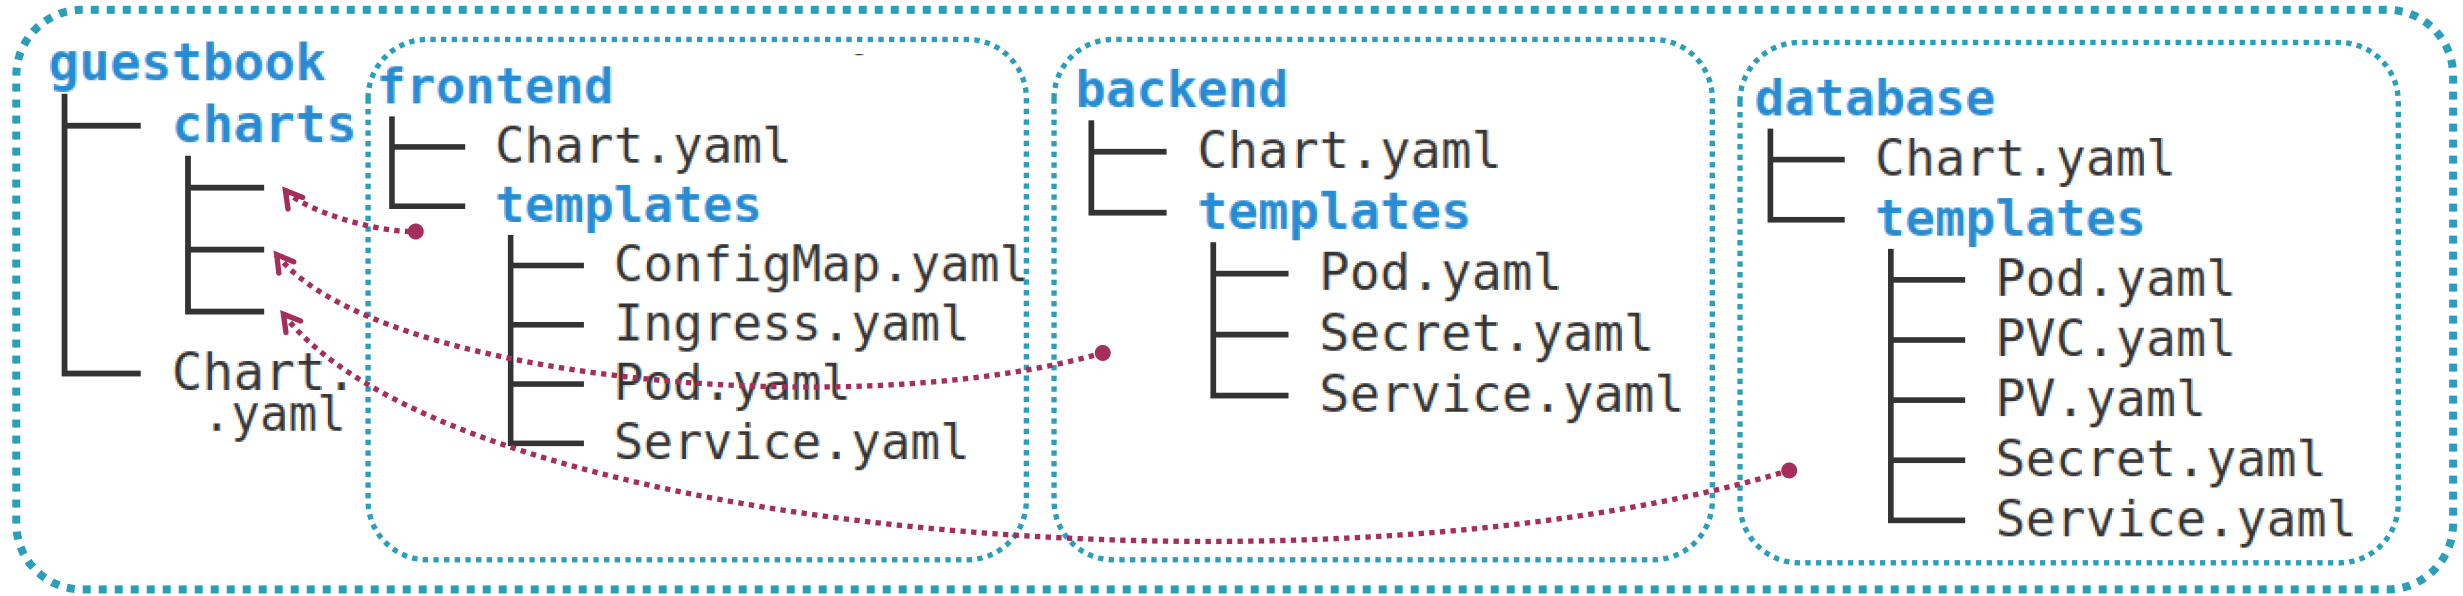 guestbook
charts
Chart.
.yaml
frontend
Chart.yaml
templates
ConfigMap.yaml
Ingress.yaml
Pod.yaml
Service.yaml
backend
Chart.yaml
templates
Pod.yaml
Secret.yaml
Service.yaml
database
Chart.yaml
templates
Pod.yaml
PVC.yaml
PV.yaml
Secret.yaml
Service.yaml